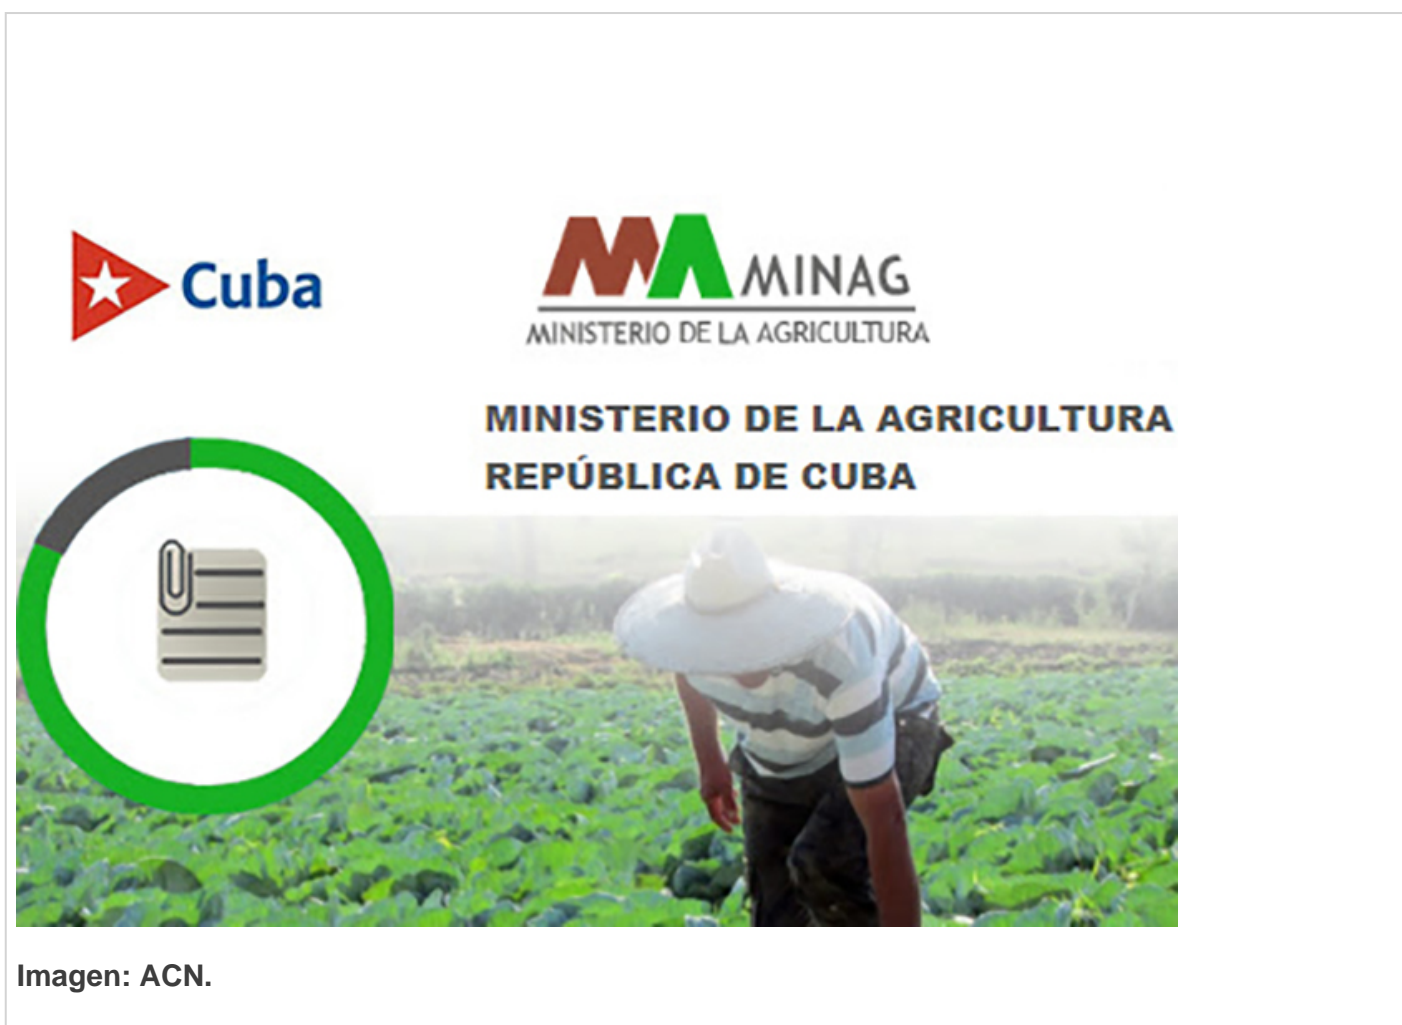 Cuba
MINAG
MINISTERIO DE LA AGRICULTURA
MINISTERIO DE LA AGRICULTURA
REPÚBLICA DE CUBA
Imagen: ACN.